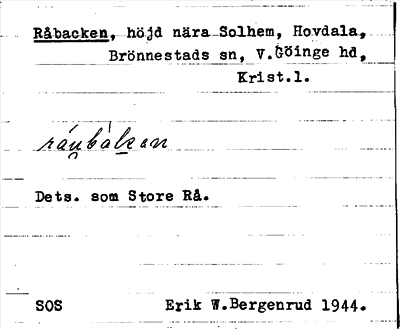 Råbacken, höjd nära Solhem, Hovdala,
Brönnestads sn, V.Göinge hd,
Krist.l.
Dets. som Store Rå.
SOS Erik W.Bergenrud 1944.